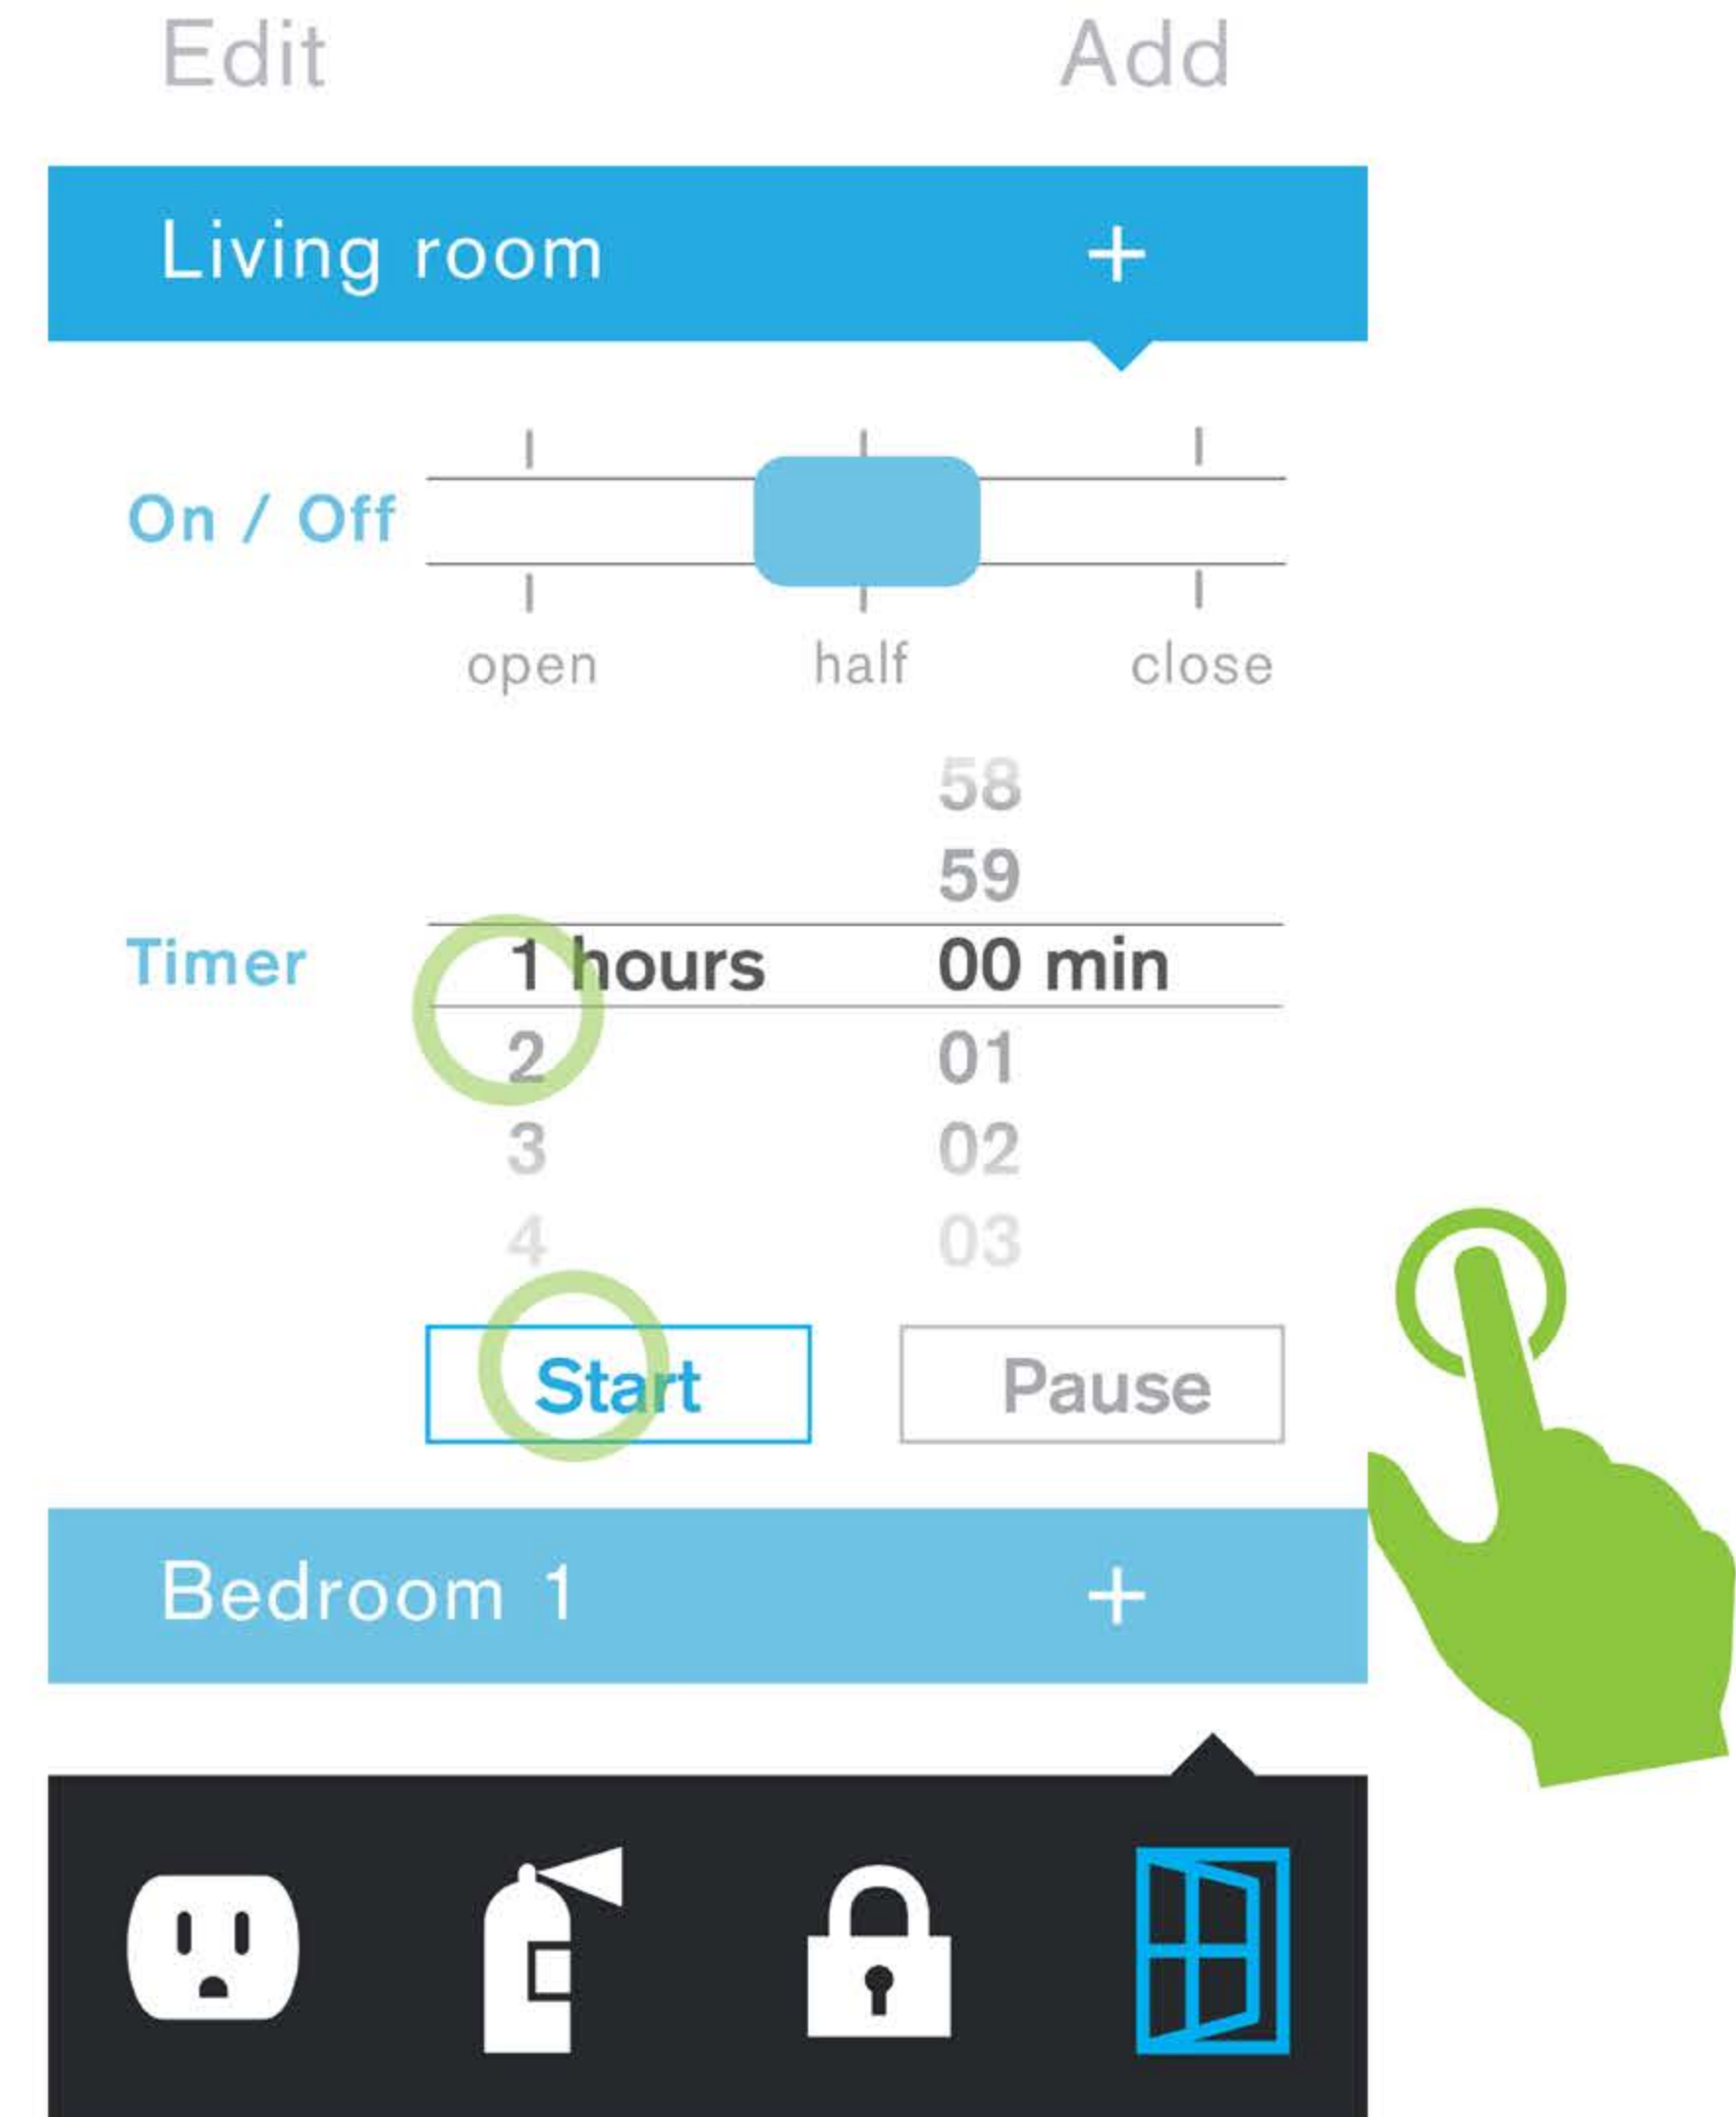 Edit Add
Living room +
On / Off
open half close
58
59
Timer 1 hours 00 min
2 01
3 02
4 03
Start Pause
Bedroom 1 +